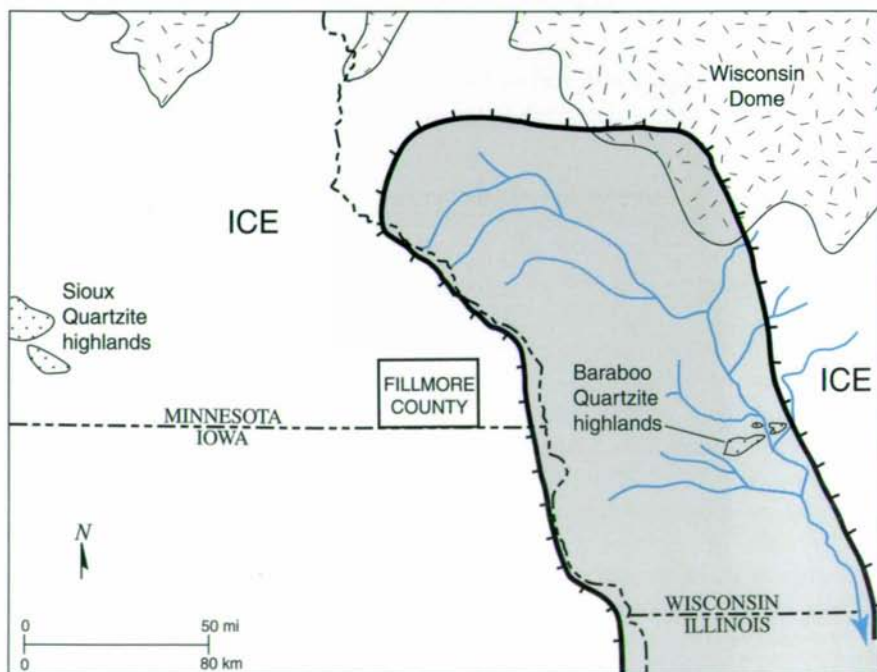 Wisconsin
Dome
ICE
Sioux
Quartzite
highlands
FILLMORE
COUNTY
Baraboo
Quartzite
highlands
ICE
MINNESOTA
IOWA
N
WISCONSIN
ILLINOIS
0 50 mi
0 80 km